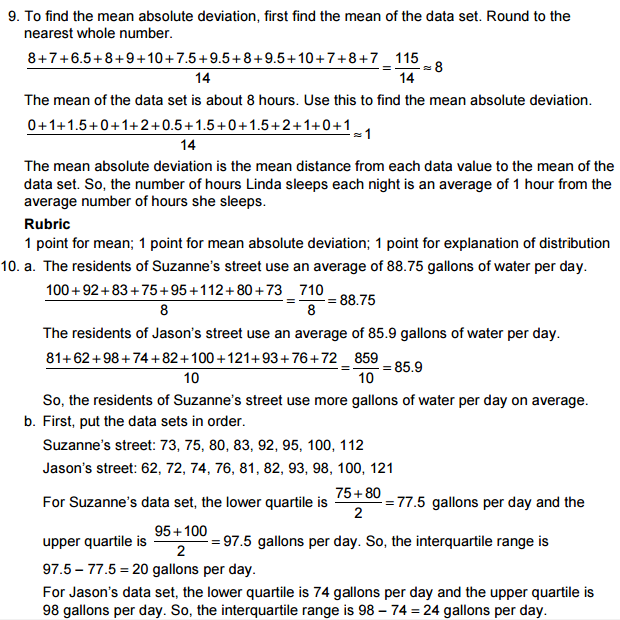 9. To find the mean absolute deviation, first find the mean of the data set. Round to the
nearest whole number.
8+7+6.5+8+9+10+7.5+9.5+8+9.5+10+7+8+7 / 14 = 115 / 14 ≈ 8
The mean of the data set is about 8 hours. Use this to find the mean absolute deviation.
0+1+1.5+0+1+2+0.5+1.5+0+1.5+2+1+0+1 / 14 ≈ 1
The mean absolute deviation is the mean distance from each data value to the mean of the
data set. So, the number of hours Linda sleeps each night is an average of 1 hour from the
average number of hours she sleeps.
Rubric
1 point for mean; 1 point for mean absolute deviation; 1 point for explanation of distribution
10. a. The residents of Suzanne's street use an average of 88.75 gallons of water per day.
100+92+83+75+95+112+80+73 / 8 = 710 / 8 = 88.75
The residents of Jason's street use an average of 85.9 gallons of water per day.
81+62+98+74+82+100+121+93+76+72 / 10 = 859 / 10 = 85.9
So, the residents of Suzanne's street use more gallons of water per day on average.
b. First, put the data sets in order.
Suzanne's street: 73, 75, 80, 83, 92, 95, 100, 112
Jason's street: 62, 72, 74, 76, 81, 82, 93, 98, 100, 121
For Suzanne's data set, the lower quartile is 75+80 / 2 = 77.5 gallons per day and the
upper quartile is 95+100 / 2 = 97.5 gallons per day. So, the interquartile range is
97.5 – 77.5 = 20 gallons per day.
For Jason's data set, the lower quartile is 74 gallons per day and the upper quartile is
98 gallons per day. So, the interquartile range is 98 – 74 = 24 gallons per day.